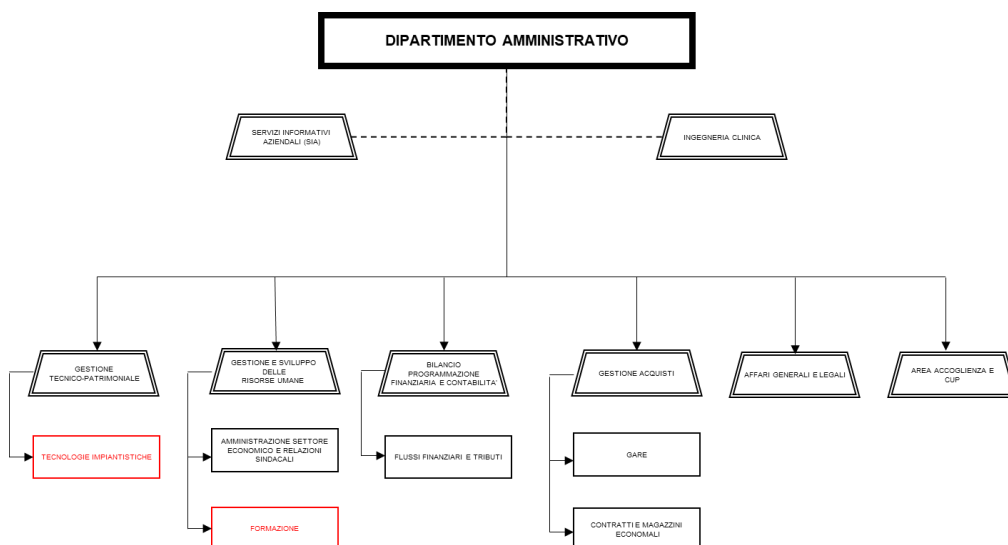 DIPARTIMENTO AMMINISTRATIVO
SERVIZI INFORMATIVI
AZIENDALI (SIA)
INGEGNERIA CLINICA
GESTIONE
TECNICO-PATRIMONIALE
GESTIONE E SVILUPPO
DELLE
RISORSE UMANE
BILANCIO
PROGRAMMAZIONE
FINANZIARIA E CONTABILITA'
GESTIONE ACQUISTI
AFFARI GENERALI E LEGALI
AREA ACCOGLIENZA E
CUP
TECNOLOGIE IMPIANTISTICHE
AMMINISTRAZIONE SETTORE
ECONOMICO E RELAZIONI
SINDACALI
FLUSSI FINANZIARI E TRIBUTI
GARE
FORMAZIONE
CONTRATTI E MAGAZZINI
ECONOMALI